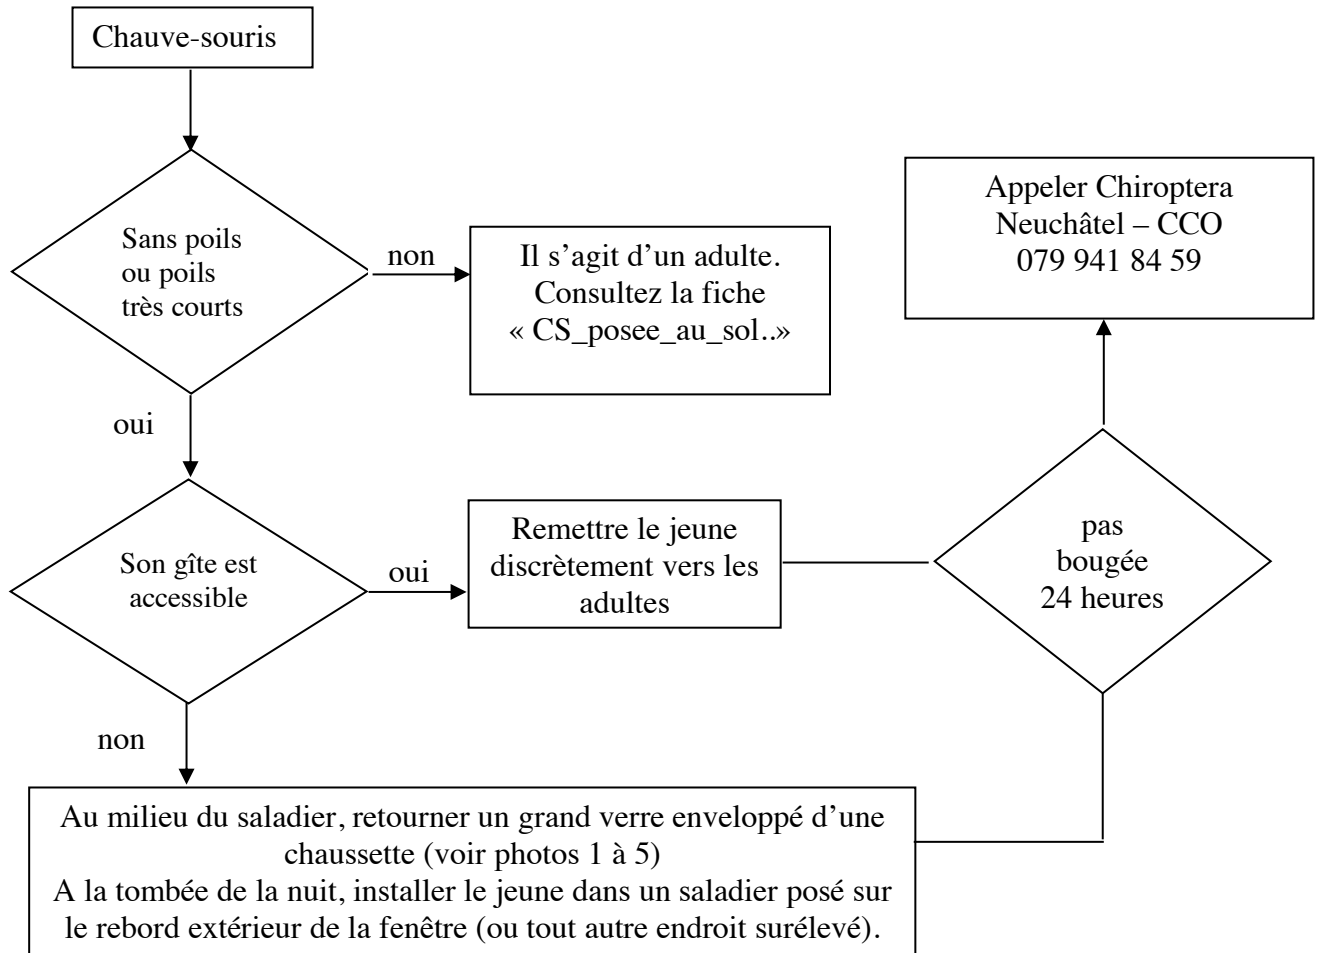 Chauve-souris
Sans poils
ou poils
très courts
non
Il s’agit d’un adulte.
Consultez la fiche
« CS_posee_au_sol..»
Appeler Chiroptera
Neuchâtel – CCO
079 941 84 59
oui
Son gîte est
accessible
oui
Remettre le jeune
discrètement vers les
adultes
pas
bougée
24 heures
non
Au milieu du saladier, retourner un grand verre enveloppé d’une
chaussette (voir photos 1 à 5)
A la tombée de la nuit, installer le jeune dans un saladier posé sur
le rebord extérieur de la fenêtre (ou tout autre endroit surélevé).